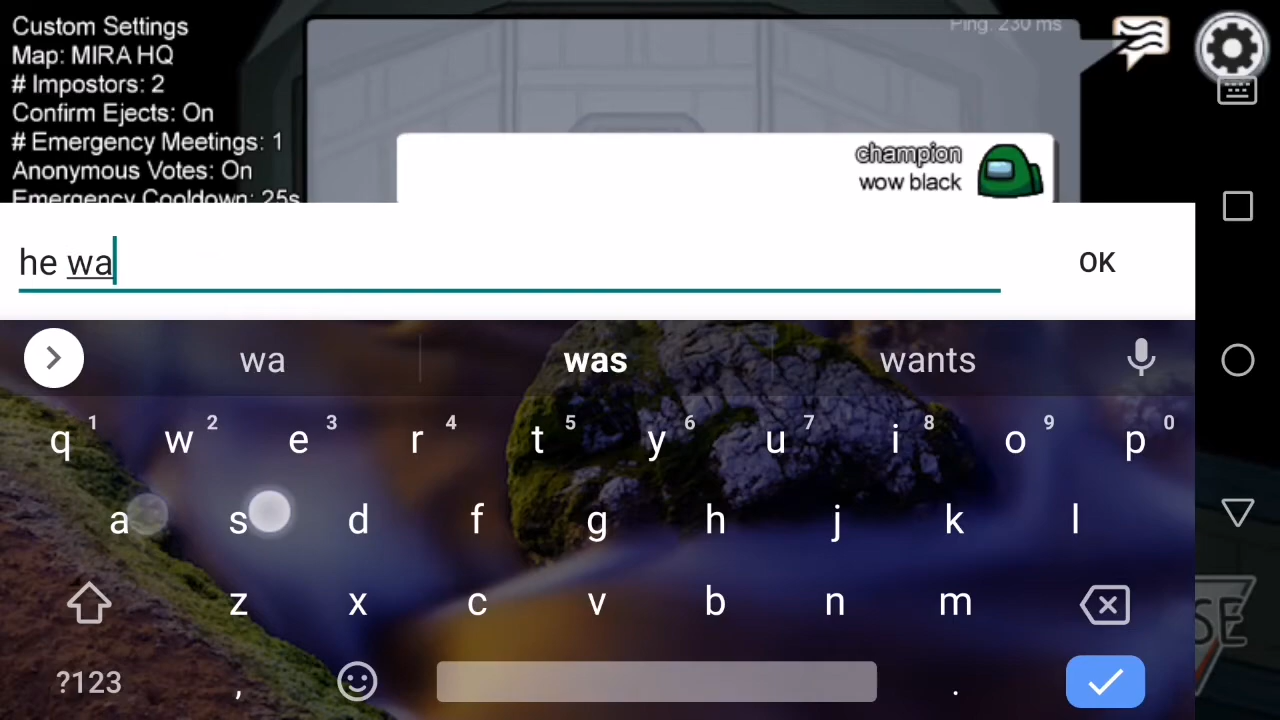 Custom Settings
Map: MIRA HQ
# Impostors: 2
Confirm Ejects: On
# Emergency Meetings: 1
Anonymous Votes: On
Emergency Cooldown: 25s
Ping: 230 ms
champion
wow black
he wa
OK
wa was wants
q 1 w 2 e 3 r 4 t 5 y 6 u 7 i 8 o 9 p 0
a s d f g h j k l
z x c v b n m
?123 , .
SE